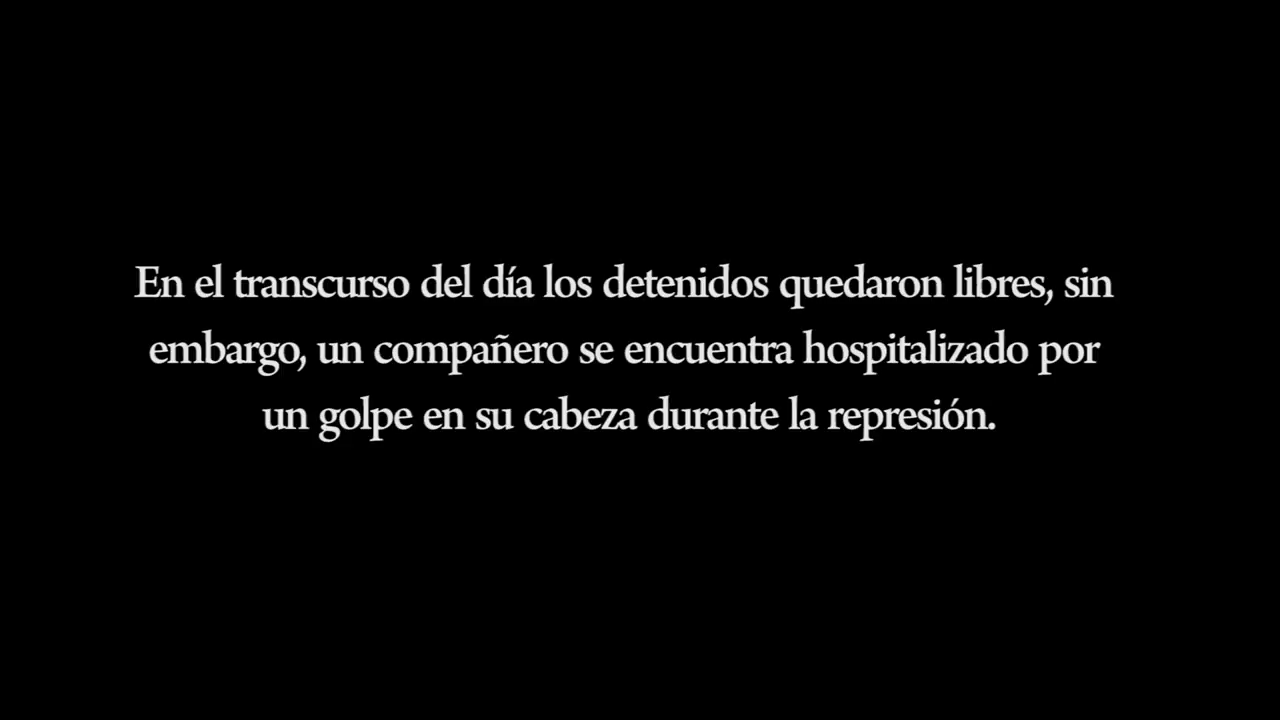 En el transcurso del día los detenidos quedaron libres, sin
embargo, un compañero se encuentra hospitalizado por
un golpe en su cabeza durante la represión.